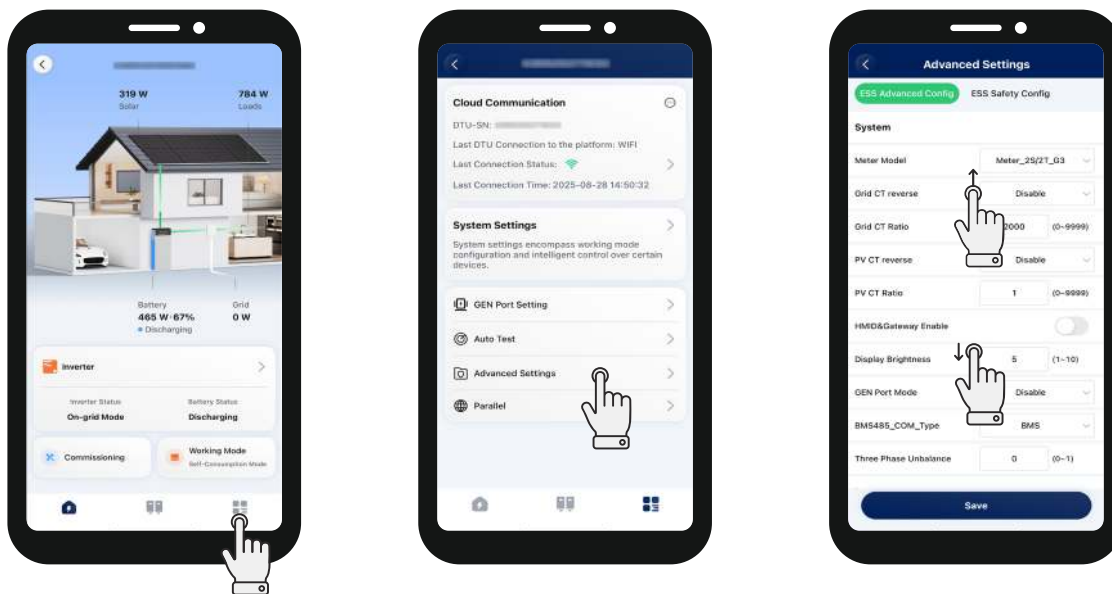 319 W
Solar
784 W
Loads
Battery
465 W·67%
Discharging
Grid
0 W
Inverter
Inverter Status
On-grid Mode
Battery Status
Discharging
Commissioning
Working Mode
Self-Consumption Mode
Cloud Communication
DTU-SN:
Last DTU Connection to the platform: WIFI
Last Connection Status:
Last Connection Time: 2025-08-28 14:50:32
System Settings
System settings encompass working mode
configuration and intelligent control over certain
devices.
GEN Port Setting
Auto Test
Advanced Settings
Parallel
Advanced Settings
ESS Advanced Config ESS Safety Config
System
Meter Model Meter_2S/2T_G3
Grid CT reverse Disable
Grid CT Ratio 2000 (0~9999)
PV CT reverse Disable
PV CT Ratio 1 (0~9999)
HMID&Gateway Enable
Display Brightness 5 (1~10)
GEN Port Mode Disable
BMS485_COM_Type BMS
Three Phase Unbalance 0 (0~1)
Save